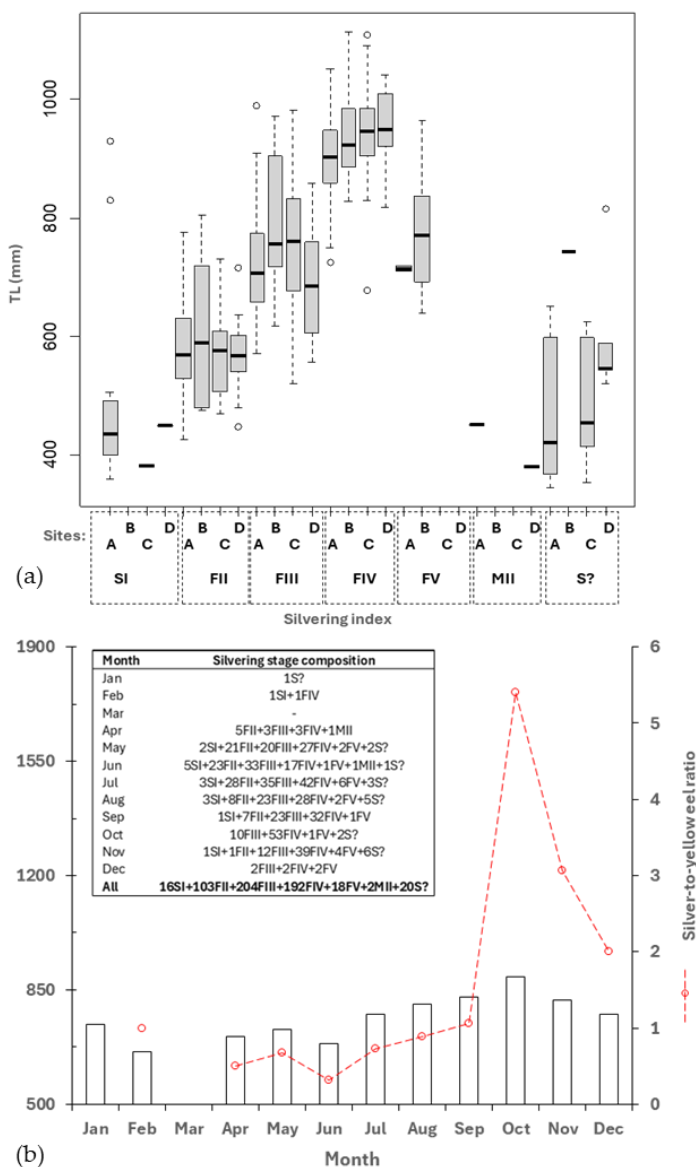 1000
800
600
400
TL (mm)
Sites:
A B C D A B C D A B C D A B C D A B C D A B C D A B C D
SI FII FIII FIV FV MII S?
(a)
Silvering index
1900
1550
1200
850
500
Month Silvering stage composition
Jan 1S?
Feb 1SI+1FIV
Mar -
Apr 5FII+3FIII+3FIV+1MII
May 2SI+21FII+20FIII+27FIV+2FV+2S?
Jun 5SI+23FII+33FIII+17FIV+1FV+1MII+1S?
Jul 3SI+28FII+35FIII+42FIV+6FV+3S?
Aug 3SI+8FII+23FIII+28FIV+2FV+5S?
Sep 1SI+7FII+23FIII+32FIV+1FV
Oct 10FIII+53FIV+1FV+2S?
Nov 1SI+1FII+12FIII+39FIV+4FV+6S?
Dec 2FIII+2FIV+2FV
All 16SI+103FII+204FIII+192FIV+18FV+2MII+20S?
6
5
4
3
2
1
0
Silver-to-yellow eel ratio
Jan Feb Mar Apr May Jun Jul Aug Sep Oct Nov Dec
Month
(b)